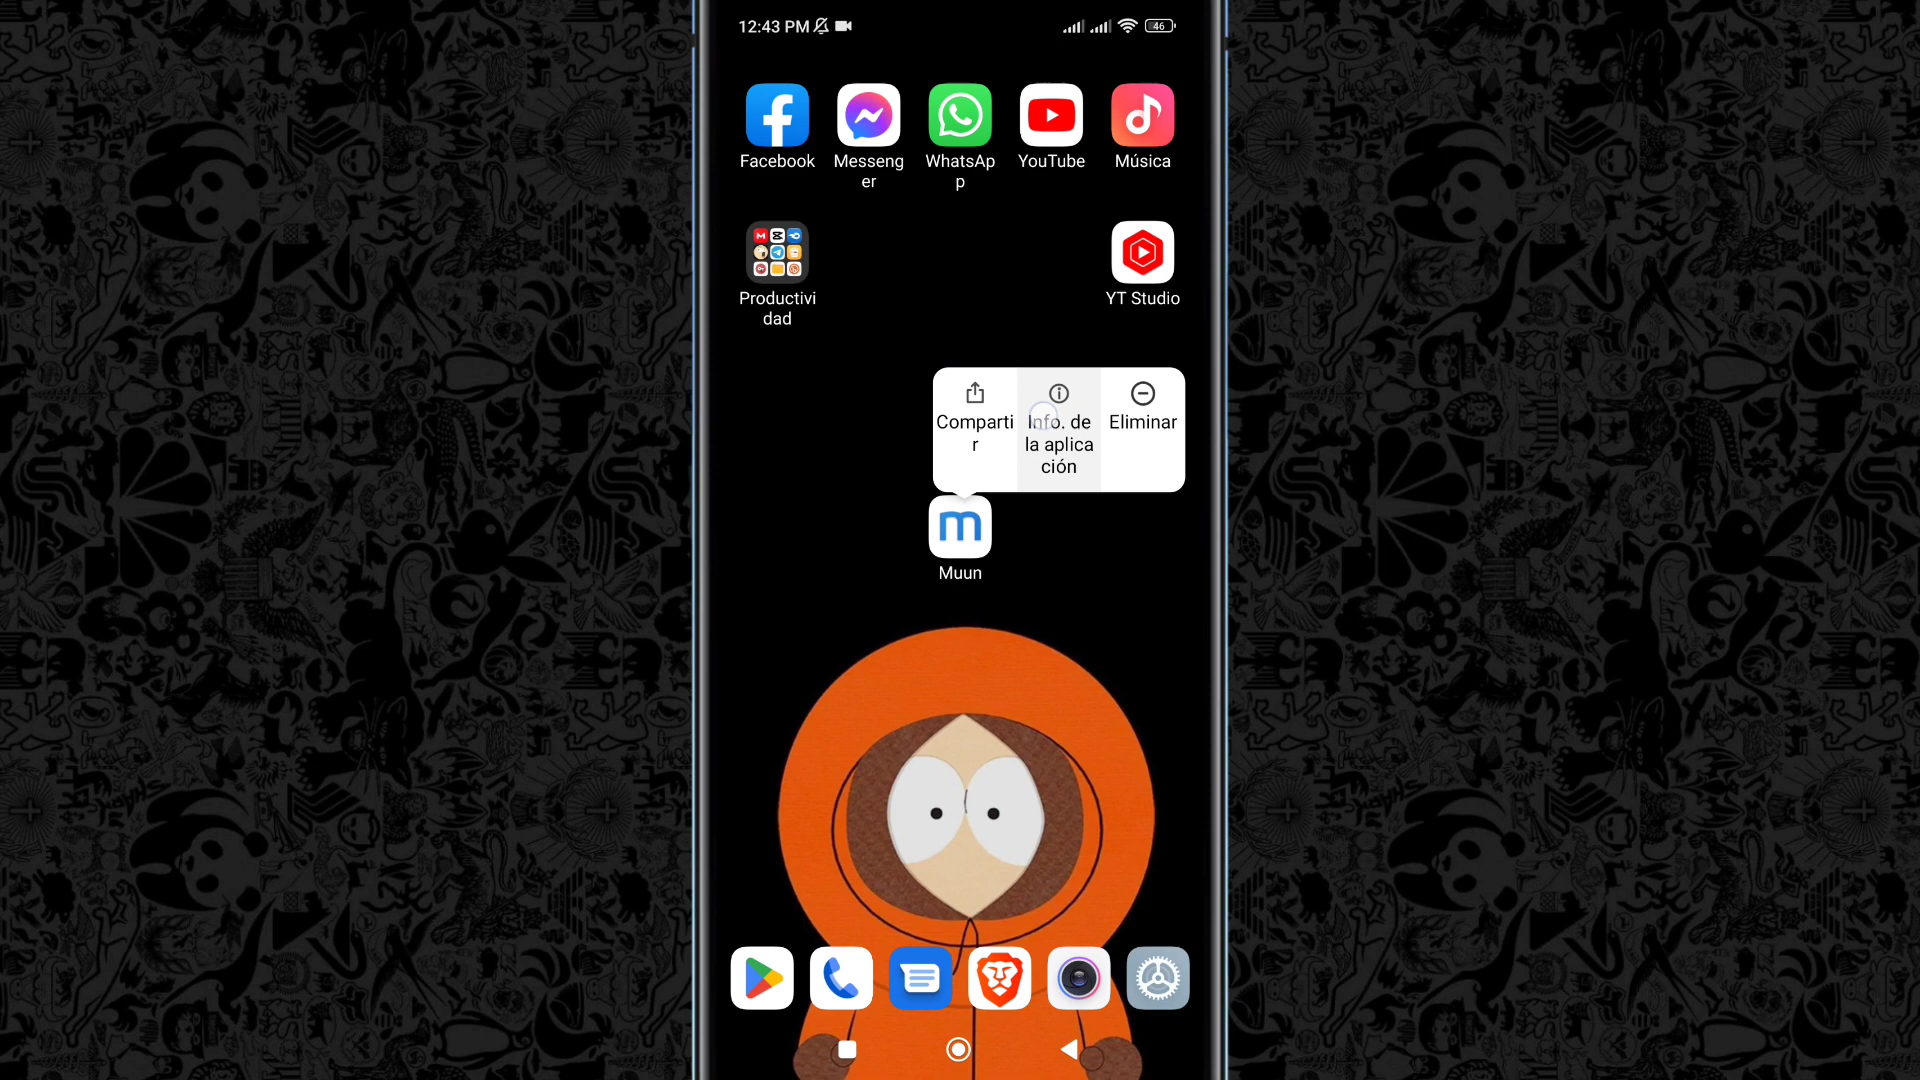 12:43 PM
46
Facebook
Messeng
er
WhatsAp
p
YouTube
Música
Productivi
dad
YT Studio
Comparti
r
Info. de
la aplica
ción
Eliminar
m
Muun